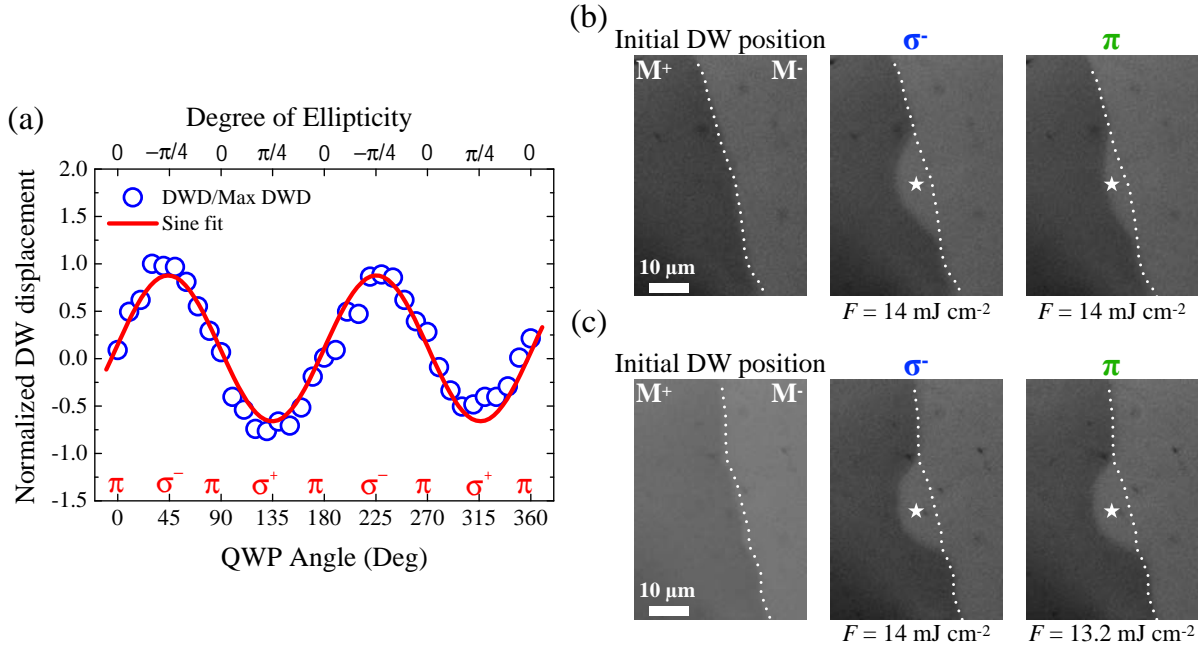 (a)
Degree of Ellipticity
0 −π/4 0 π/4 0 −π/4 0 π/4 0
Normalized DW displacement
2.0
1.5
1.0
0.5
0.0
-0.5
-1.0
-1.5
DWD/Max DWD
Sine fit
π σ⁻ π σ⁺ π σ⁻ π σ⁺ π
0 45 90 135 180 225 270 315 360
QWP Angle (Deg)
(b)
Initial DW position σ⁻ π
M⁺ M⁻
10 µm
F = 14 mJ cm⁻² F = 14 mJ cm⁻²
(c)
Initial DW position σ⁻ π
M⁺ M⁻
10 µm
F = 14 mJ cm⁻² F = 13.2 mJ cm⁻²